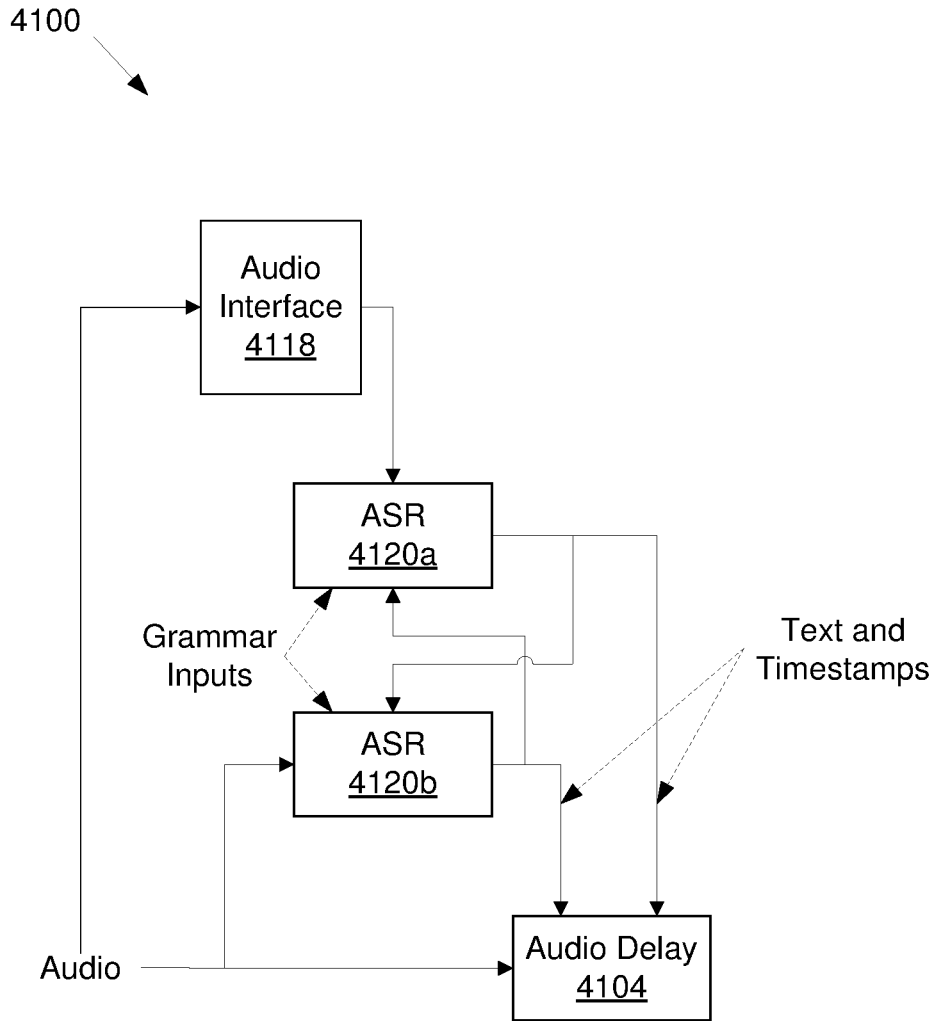 4100
Audio
Interface
4118
ASR
4120a
Grammar
Inputs
Text and
Timestamps
ASR
4120b
Audio
Audio Delay
4104